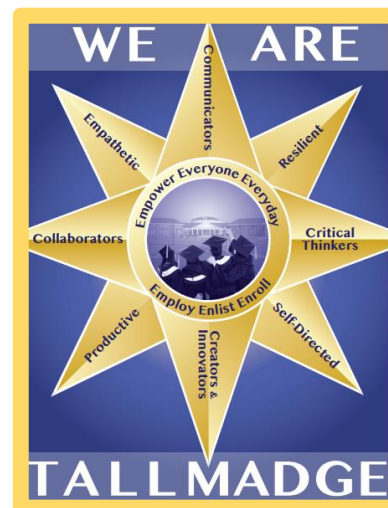 WE ARE
Communicators
Empathetic
Resilient
Empower Everyone Everyday
Collaborators
Critical
Thinkers
Employ Enlist Enroll
Productive
Self-Directed
Creators &
Innovators
TALLMADGE